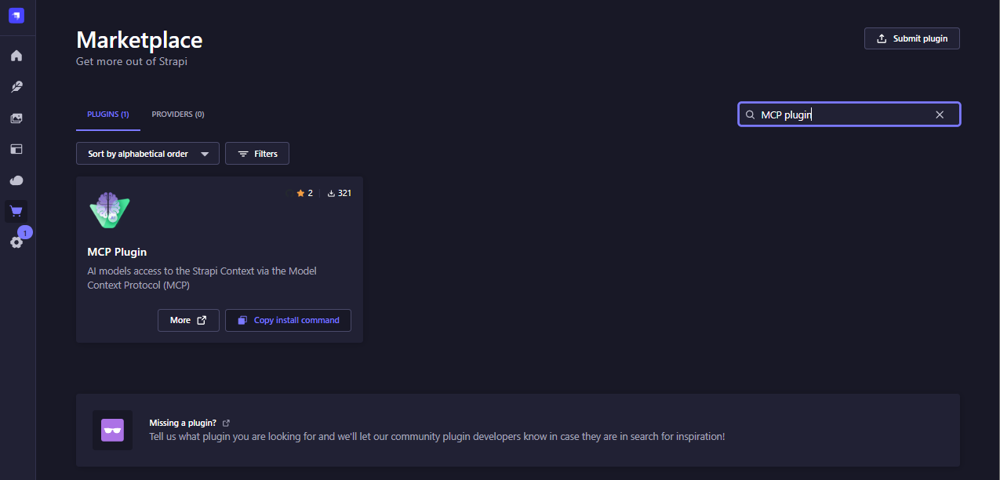 Marketplace
Get more out of Strapi
Submit plugin
PLUGINS (1)
PROVIDERS (0)
MCP plugin
Sort by alphabetical order
Filters
2
321
MCP Plugin
AI models access to the Strapi Context via the Model
Context Protocol (MCP)
More
Copy install command
1
Missing a plugin?
Tell us what plugin you are looking for and we'll let our community plugin developers know in case they are in search for inspiration!